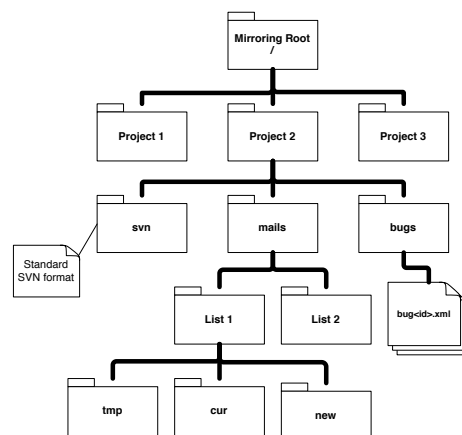 Mirroring Root
/
Project 1
Project 2
Project 3
svn
mails
bugs
Standard
SVN format
List 1
List 2
bug<id>.xml
tmp
cur
new